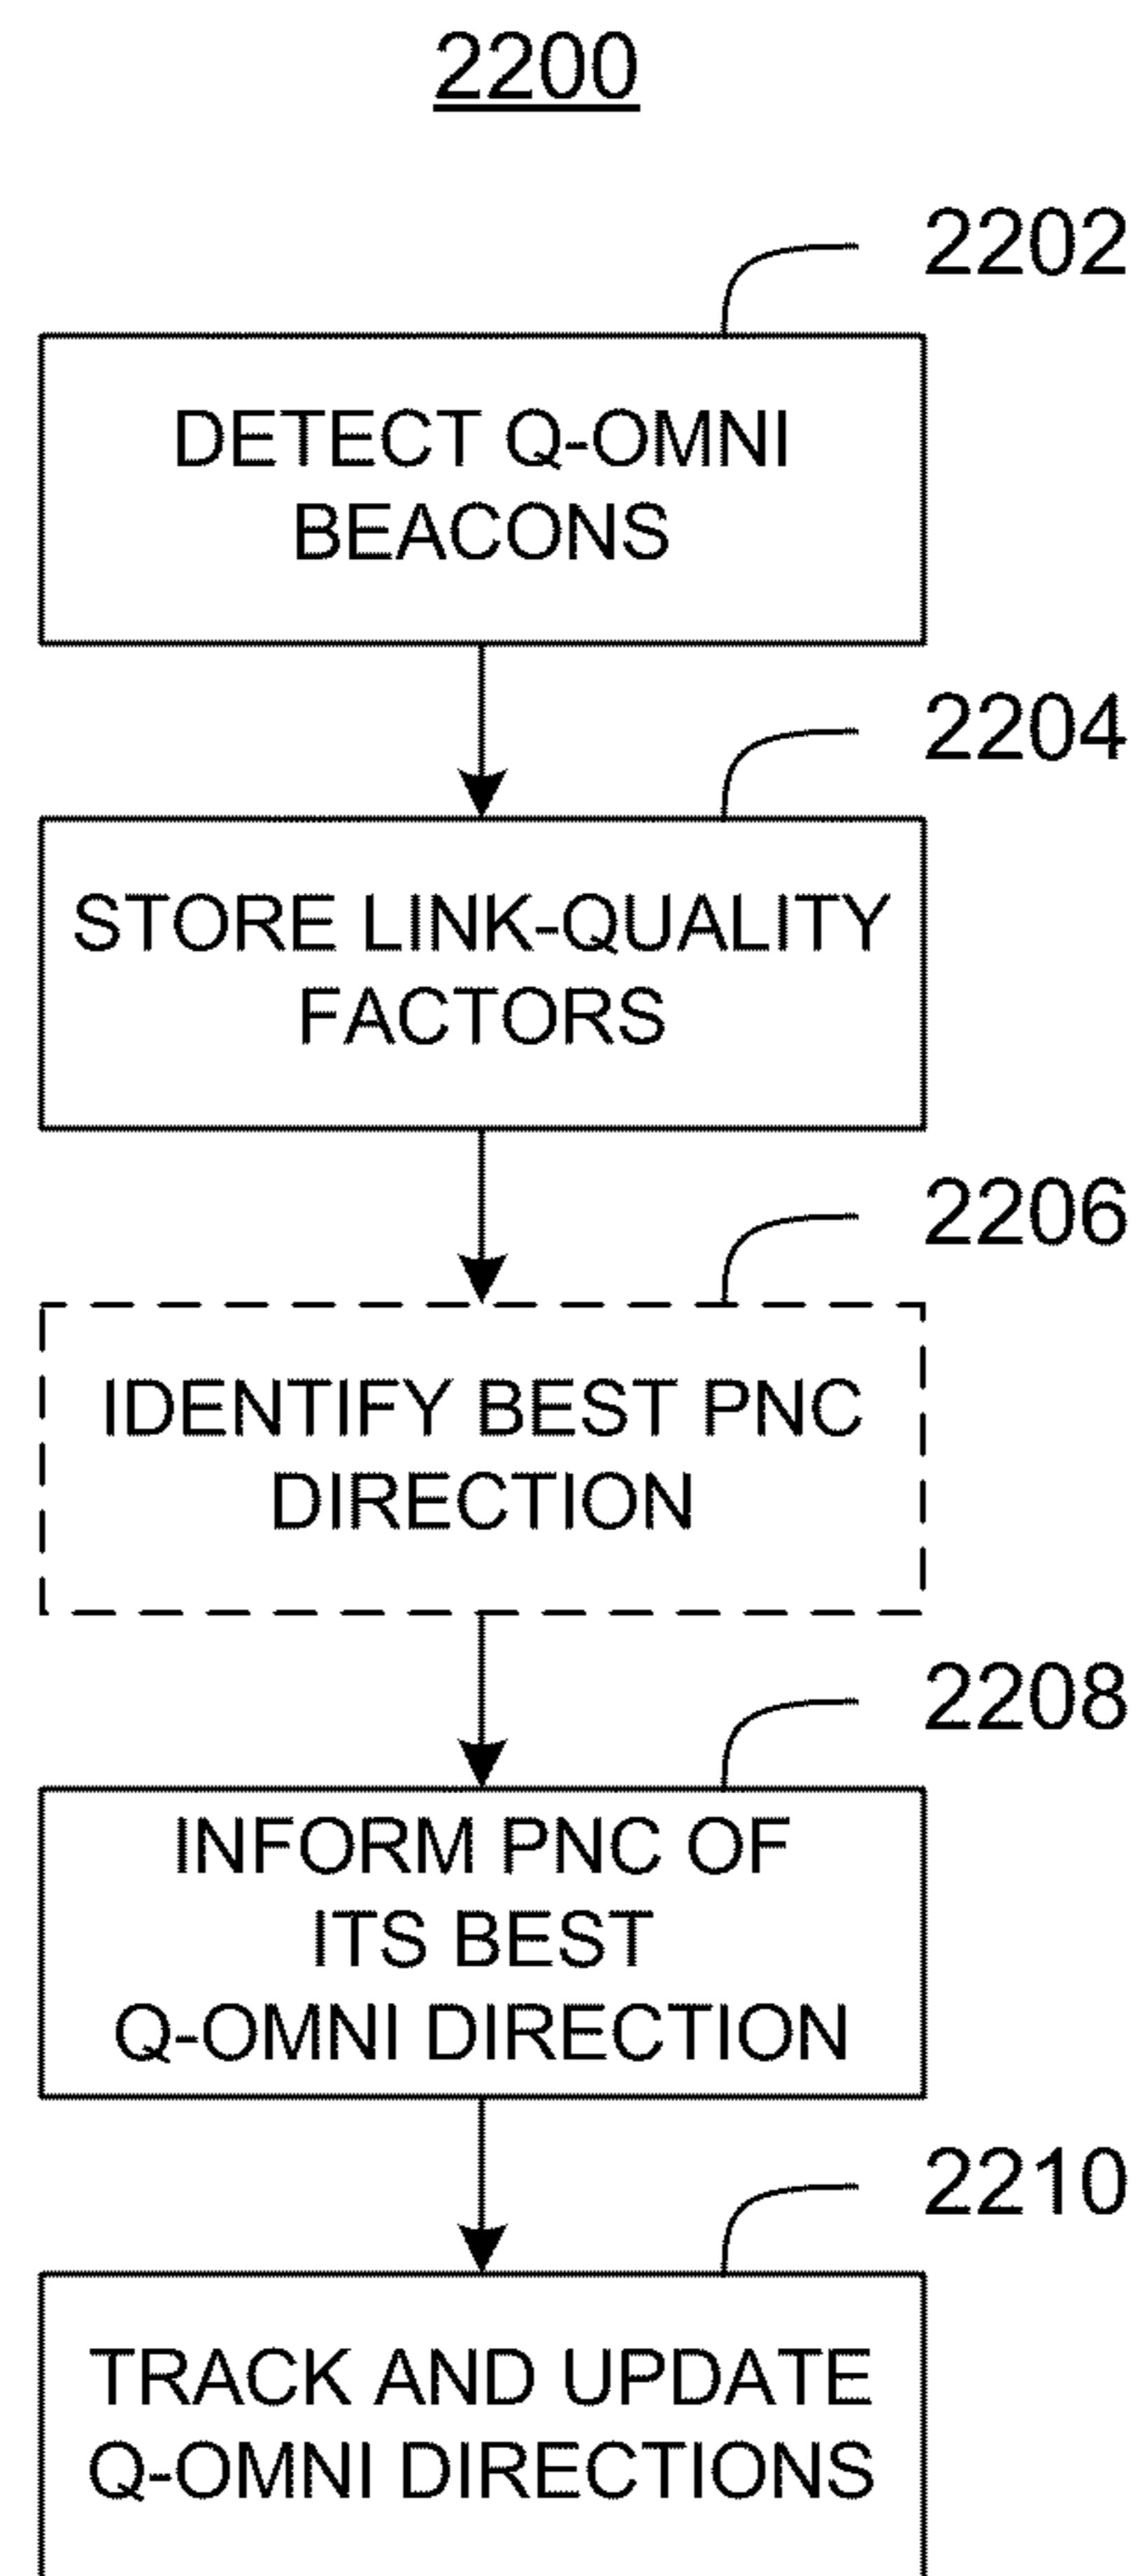 2200
2202
DETECT Q-OMNI
BEACONS
2204
STORE LINK-QUALITY
FACTORS
2206
IDENTIFY BEST PNC
DIRECTION
2208
INFORM PNC OF
ITS BEST
Q-OMNI DIRECTION
2210
TRACK AND UPDATE
Q-OMNI DIRECTIONS